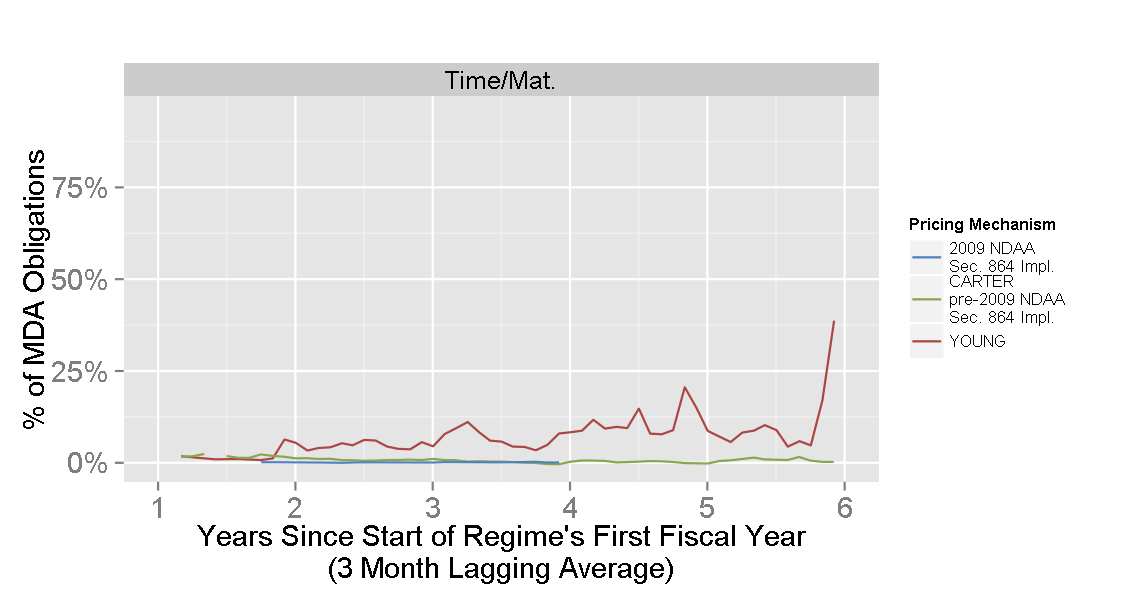 Time/Mat.
% of MDA Obligations
75%
50%
25%
0%
1 2 3 4 5 6
Years Since Start of Regime's First Fiscal Year
(3 Month Lagging Average)
Pricing Mechanism
2009 NDAA
Sec. 864 Impl.
CARTER
pre-2009 NDAA
Sec. 864 Impl.
YOUNG